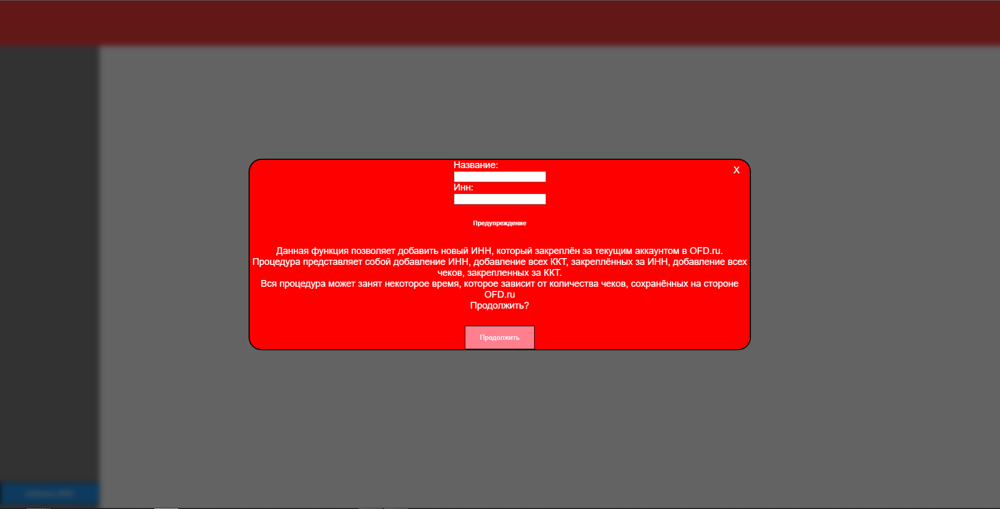 Название:
X
Инн:
Предупреждение
Данная функция позволяет добавить новый ИНН, который закреплён за текущим аккаунтом в OFD.ru.
Процедура представляет собой добавление ИНН, добавление всех ККТ, закреплённых за ИНН, добавление всех
чеков, закрепленных за ККТ.
Вся процедура может занят некоторое время, которое зависит от количества чеков, сохранённых на стороне
OFD.ru
Продолжить?
Продолжить